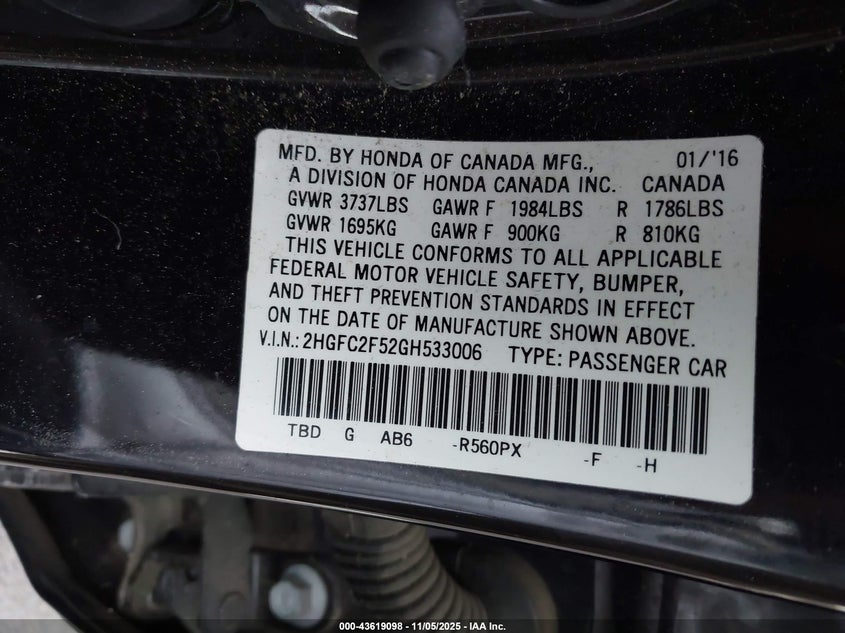 MFD. BY HONDA OF CANADA MFG., 01/'16
A DIVISION OF HONDA CANADA INC. CANADA
GVWR 3737LBS GAWR F 1984LBS R 1786LBS
GVWR 1695KG GAWR F 900KG R 810KG
THIS VEHICLE CONFORMS TO ALL APPLICABLE
FEDERAL MOTOR VEHICLE SAFETY, BUMPER,
AND THEFT PREVENTION STANDARDS IN EFFECT
ON THE DATE OF MANUFACTURE SHOWN ABOVE.
V.I.N.: 2HGFC2F52GH533006 TYPE: PASSENGER CAR
TBD G AB6 -R560PX -F -H
000-43619098 - 11/05/2025 - IAA Inc.